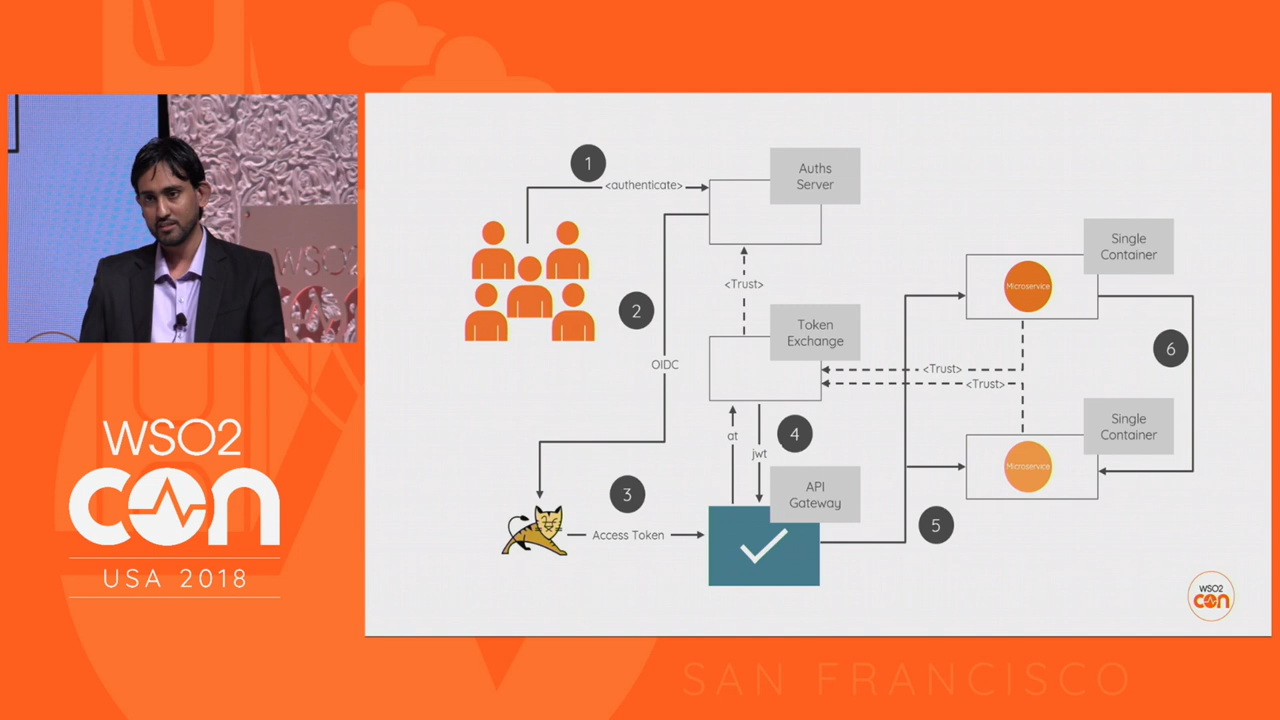 WSO2
WSO2
con
USA 2018
1
<authenticate>
Auths
Server
2
OIDC
<Trust>
Token
Exchange
3
Access Token
at
jwt
4
API
Gateway
5
<Trust>
<Trust>
Single
Container
Microservice
6
Single
Container
Microservice
WSO2
con
SAN FRANCISCO